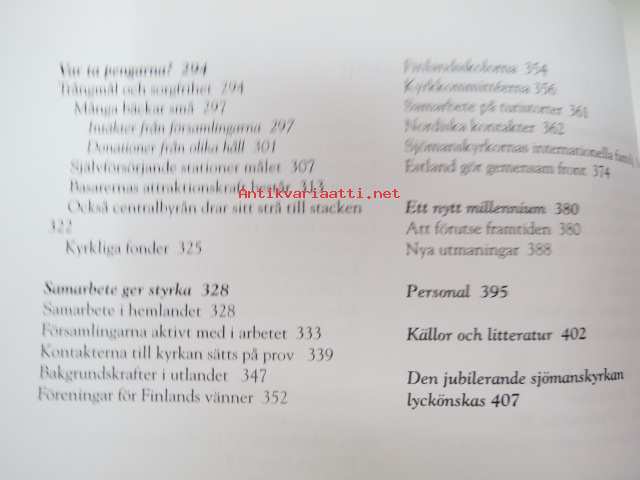 Var ta pengarna? 294
Trångmål och sorgfrihet 294
Många bäckar små 297
Intäkter från församlingarna 297
Donationer från olika håll 301
Självförsörjande stationer målet 307
Basarernas attraktionskraft består 313
Också centralbyrån drar sitt strå till stacken
322
Kyrkliga fonder 325
Samarbete ger styrka 328
Samarbete i hemlandet 328
Församlingarna aktivt med i arbetet 333
Kontakterna till kyrkan sätts på prov 339
Bakgrundskrafter i utlandet 347
Föreningar för Finlands vänner 352
Finlandsskolorna 354
Kyrkkommittéerna 356
Samarbete på turistorter 361
Nordiska kontakter 362
Sjömanskyrkornas internationella
Estland gör gemensam front 374
Antikvariaatti.net
Ett nytt millennium 380
Att förutse framtiden 380
Nya utmaningar 388
Personal 395
Källor och litteratur 402
Den jubilerande sjömanskyrkan
lyckönskas 407